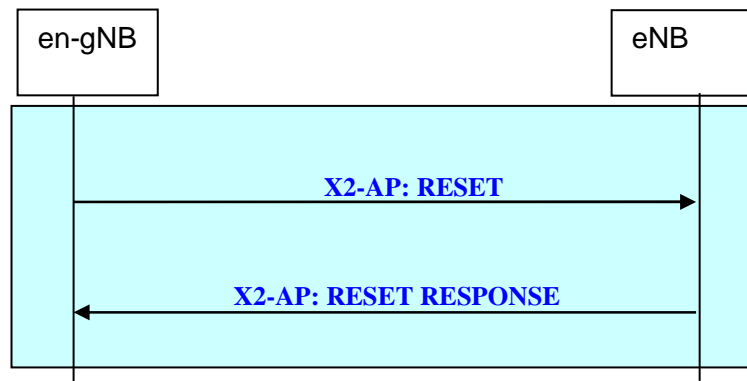 en-gNB
eNB
X2-AP: RESET
X2-AP: RESET RESPONSE